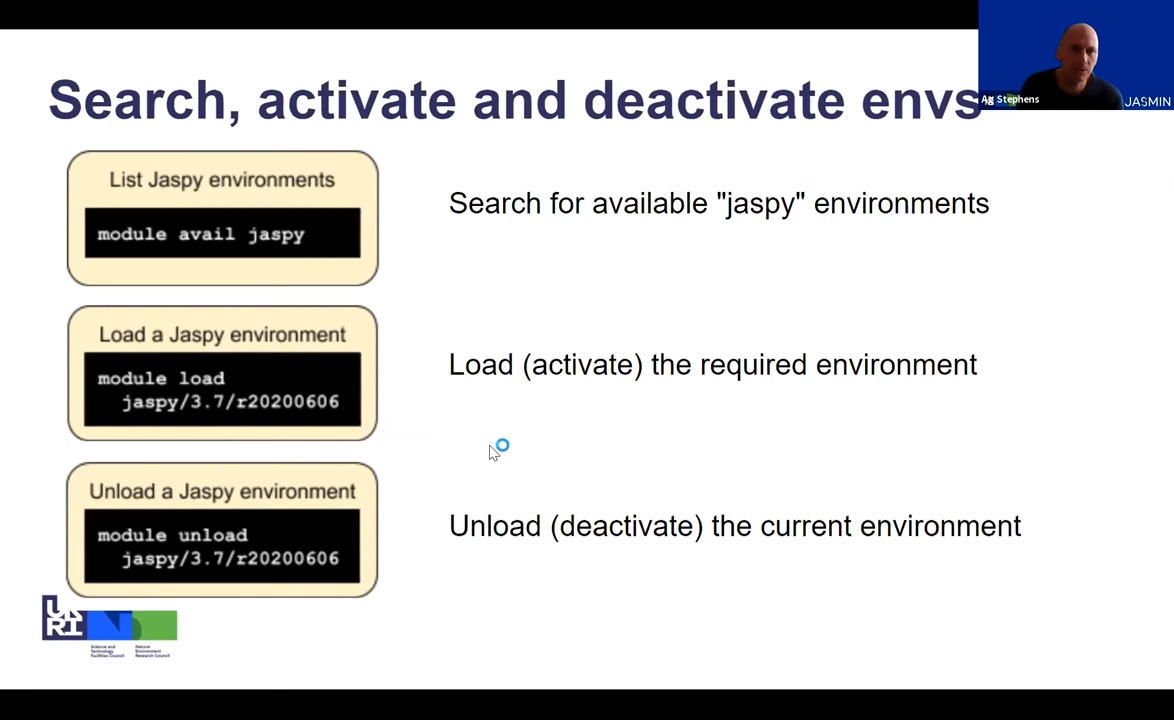 Search, activate and deactivate envs
Ag Stephens
JASMIN
List Jaspy environments
module avail jaspy
Search for available "jaspy" environments
Load a Jaspy environment
module load
jaspy/3.7/r20200606
Load (activate) the required environment
Unload a Jaspy environment
module unload
jaspy/3.7/r20200606
Unload (deactivate) the current environment
UKRI
Science and
Technology
Facilities Council
Natural
Environment
Research Council